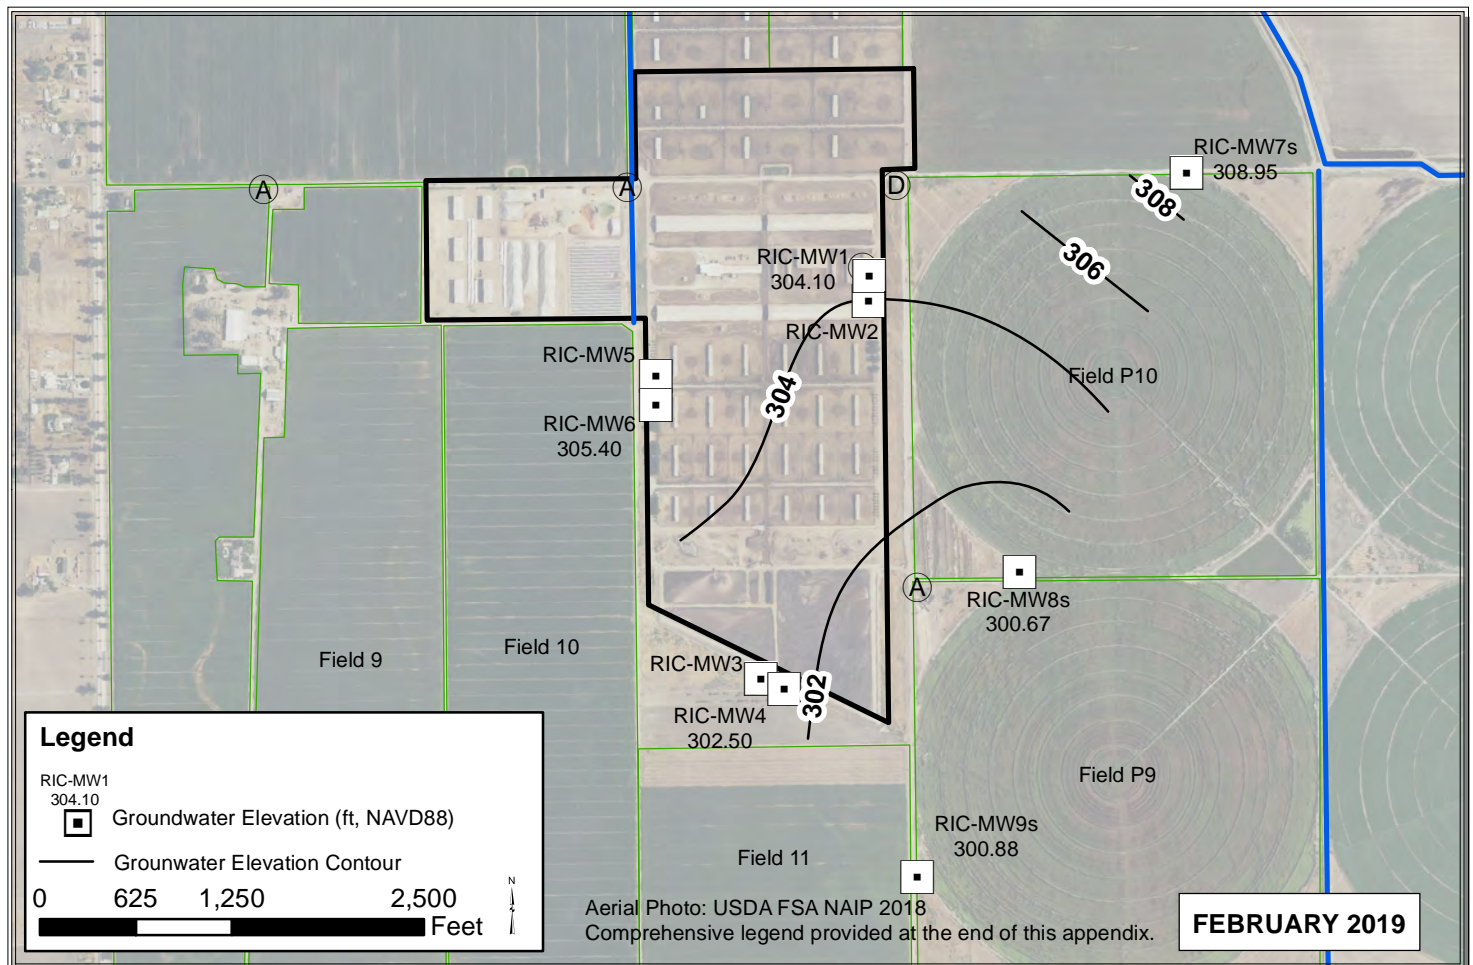 RIC-MW7s
308.95
A
A
D
308
306
RIC-MW1
304.10
RIC-MW2
RIC-MW5
304
Field P10
RIC-MW6
305.40
A
RIC-MW8s
300.67
Field 9
Field 10
RIC-MW3
302
RIC-MW4
302.50
Field P9
RIC-MW9s
300.88
Field 11
Legend
RIC-MW1
304.10
Groundwater Elevation (ft, NAVD88)
Grounwater Elevation Contour
0 625 1,250 2,500
Feet
N
Aerial Photo: USDA FSA NAIP 2018
Comprehensive legend provided at the end of this appendix.
FEBRUARY 2019